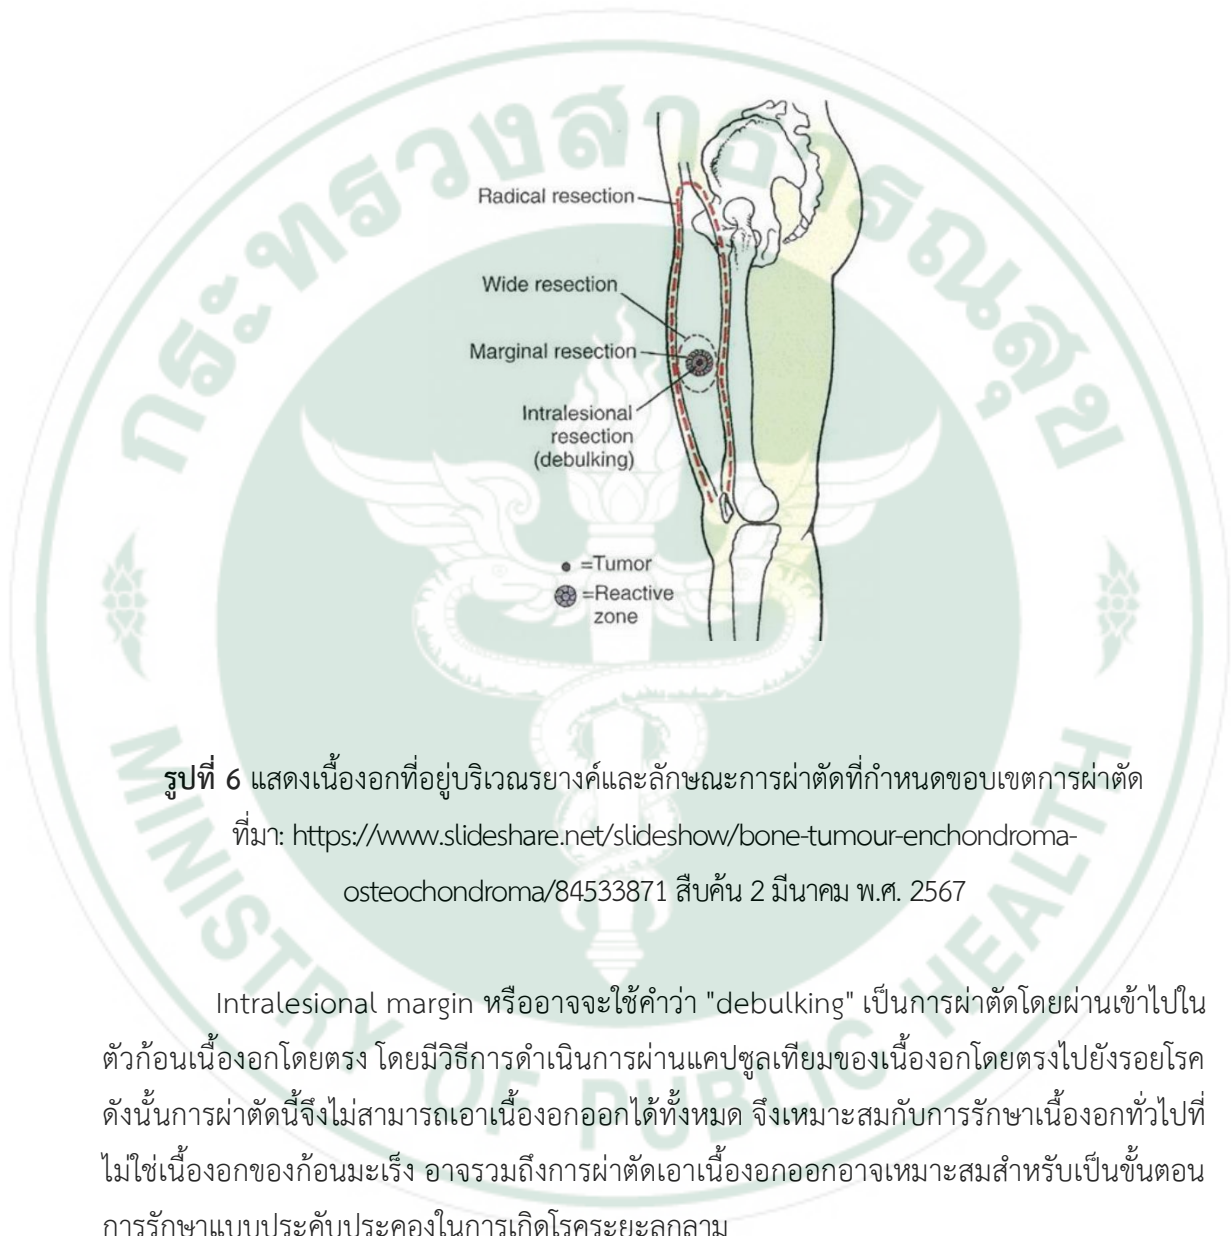 กระทรวงสาธารณสุข
Radical resection
Wide resection
Marginal resection
Intralesional
resection
(debulking)
=Tumor
=Reactive
zone
รูปที่ 6 แสดงเนื้องอกที่อยู่บริเวณรยางค์และลักษณะการผ่าตัดที่กำหนดขอบเขตการผ่าตัด
ที่มา: https://www.slideshare.net/slideshow/bone-tumour-enchondroma-
osteochondroma/84533871 สืบค้น 2 มีนาคม พ.ศ. 2567
Intralesional margin หรืออาจจะใช้คำว่า "debulking" เป็นการผ่าตัดโดยผ่านเข้าไปใน
ตัวก้อนเนื้องอกโดยตรง โดยมีวิธีการดำเนินการผ่านแคปซูลเทียมของเนื้องอกโดยตรงไปยังรอยโรค
ดังนั้นการผ่าตัดนี้จึงไม่สามารถเอาเนื้องอกออกได้ทั้งหมด จึงเหมาะสมกับการรักษาเนื้องอกทั่วไปที่
ไม่ใช่เนื้องอกของก้อนมะเร็ง อาจรวมถึงการผ่าตัดเอาเนื้องอกออกอาจเหมาะสมสำหรับเป็นขั้นตอน
การรักษาแบบประคับประคองในการเกิดโรคระยะลุกลาม
MINISTRY OF PUBLIC HEALTH